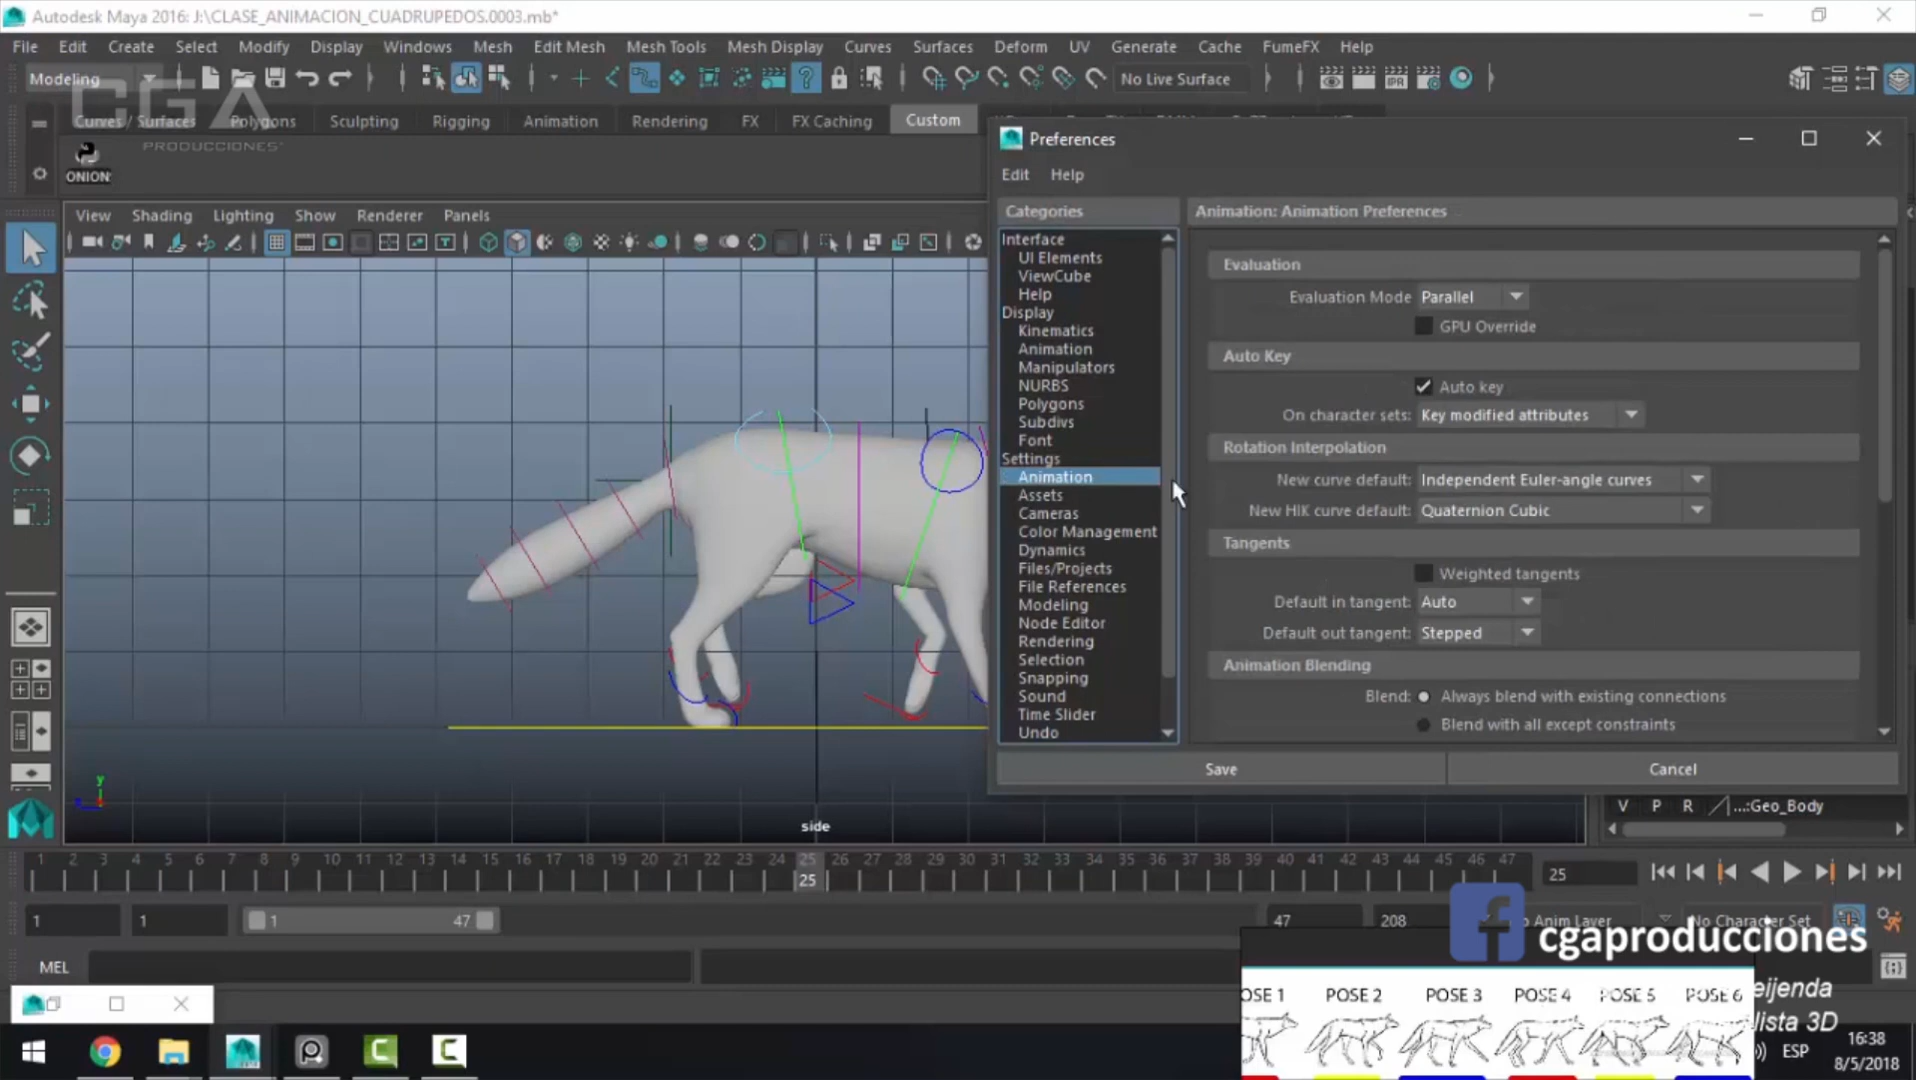 Autodesk Maya 2016: J:\CLASE_ANIMACION_CUADRUPEDOS.0003.mb*
File Edit Create Select Modify Display Windows Mesh Edit Mesh Mesh Tools Mesh Display Curves Surfaces Deform UV Generate Cache FumeFX Help
Modeling No Live Surface
CGA
PRODUCCIONES
Curves / Surfaces Polygons Sculpting Rigging Animation Rendering FX FX Caching Custom
ONION
View Shading Lighting Show Renderer Panels
Preferences
Edit Help
Categories
Interface
UI Elements
ViewCube
Help
Display
Kinematics
Animation
Manipulators
NURBS
Polygons
Subdivs
Font
Settings
Animation
Assets
Cameras
Color Management
Dynamics
Files/Projects
File References
Modeling
Node Editor
Rendering
Selection
Snapping
Sound
Time Slider
Undo
Animation: Animation Preferences
Evaluation
Evaluation Mode Parallel
GPU Override
Auto Key
Auto key
On character sets: Key modified attributes
Rotation Interpolation
New curve default: Independent Euler-angle curves
New HIK curve default: Quaternion Cubic
Tangents
Weighted tangents
Default in tangent: Auto
Default out tangent: Stepped
Animation Blending
Blend: Always blend with existing connections
Blend with all except constraints
Save Cancel
V P R ...:Geo_Body
y
side
1 2 3 4 5 6 7 8 9 10 11 12 13 14 15 16 17 18 19 20 21 22 23 24 25 26 27 28 29 30 31 32 33 34 35 36 37 38 39 40 41 42 43 44 45 46 47
25
25
1 1 1 47 47 208 Anim Layer No Character Set
f cgaproducciones
MEL
POSE 2 POSE 3 POSE 4 POSE 5 POSE 6
eijenda
lista 3D
ESP
16:38
8/5/2018